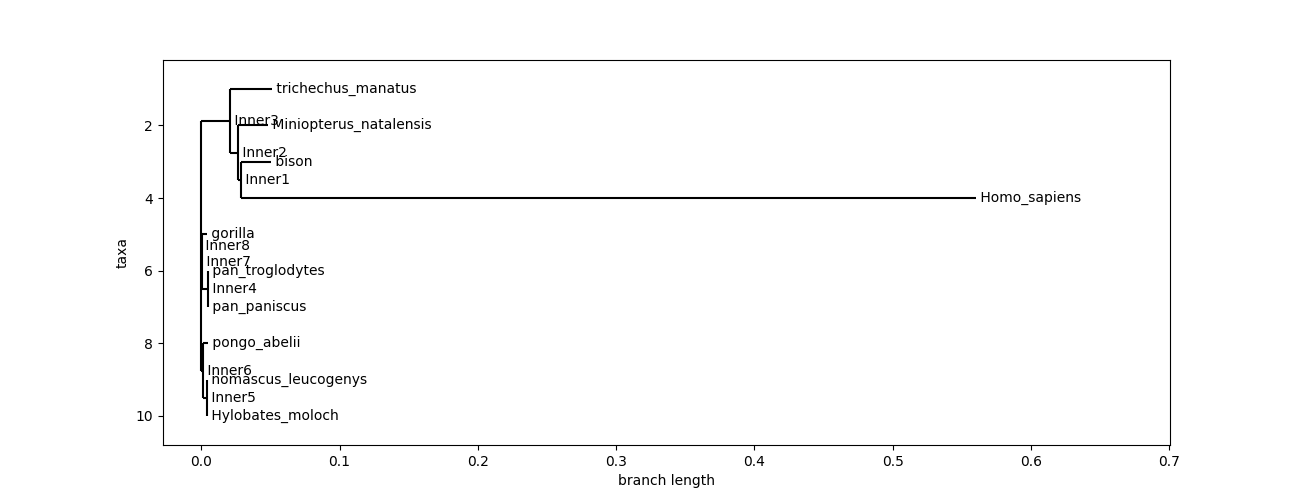 trichechus_manatus
Inner3
Miniopterus_natalensis
Inner2
bison
Inner1
Homo_sapiens
gorilla
Inner8
Inner7
pan_troglodytes
Inner4
pan_paniscus
pongo_abelii
Inner6
nomascus_leucogenys
Inner5
Hylobates_moloch
2
4
6
8
10
taxa
0.0 0.1 0.2 0.3 0.4 0.5 0.6 0.7
branch length